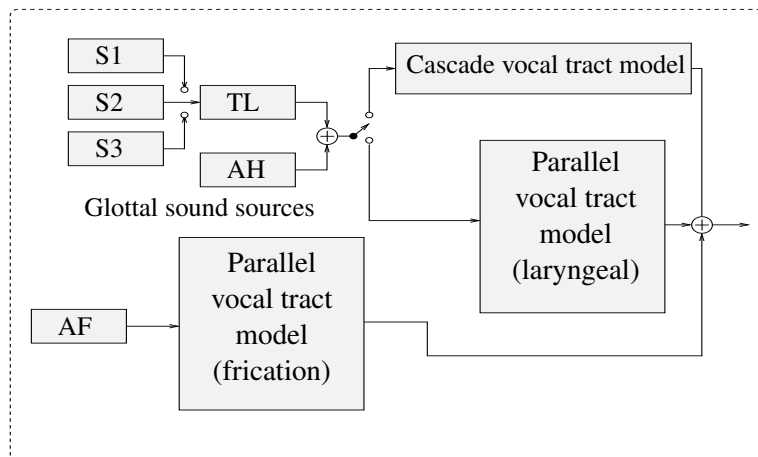 S1
Cascade vocal tract model
S2
TL
S3
AH
Glottal sound sources
Parallel
vocal tract
model
(laryngeal)
Parallel
vocal tract
model
(frication)
AF